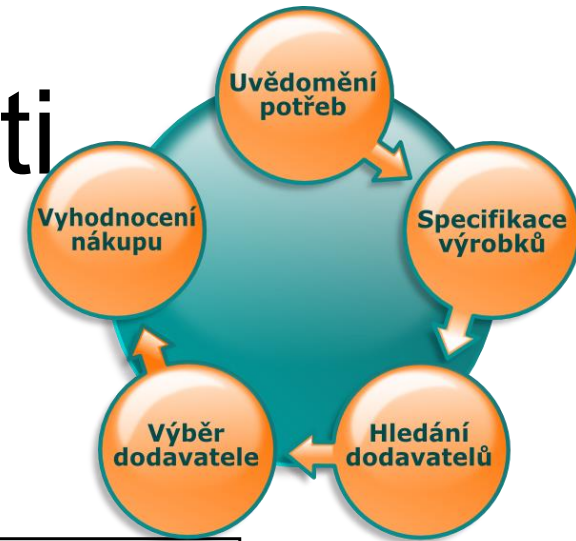 ti
Uvědomění
potřeb
Specifikace
výrobků
Hledání
dodavatelů
Výběr
dodavatele
Vyhodnocení
nákupu